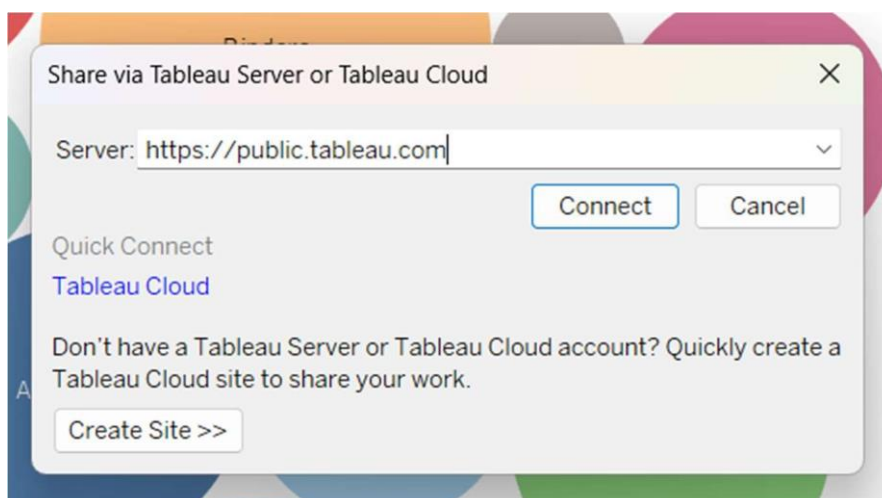 Share via Tableau Server or Tableau Cloud
Server: https://public.tableau.com
Connect Cancel
Quick Connect
Tableau Cloud
Don't have a Tableau Server or Tableau Cloud account? Quickly create a
Tableau Cloud site to share your work.
A
Create Site >>